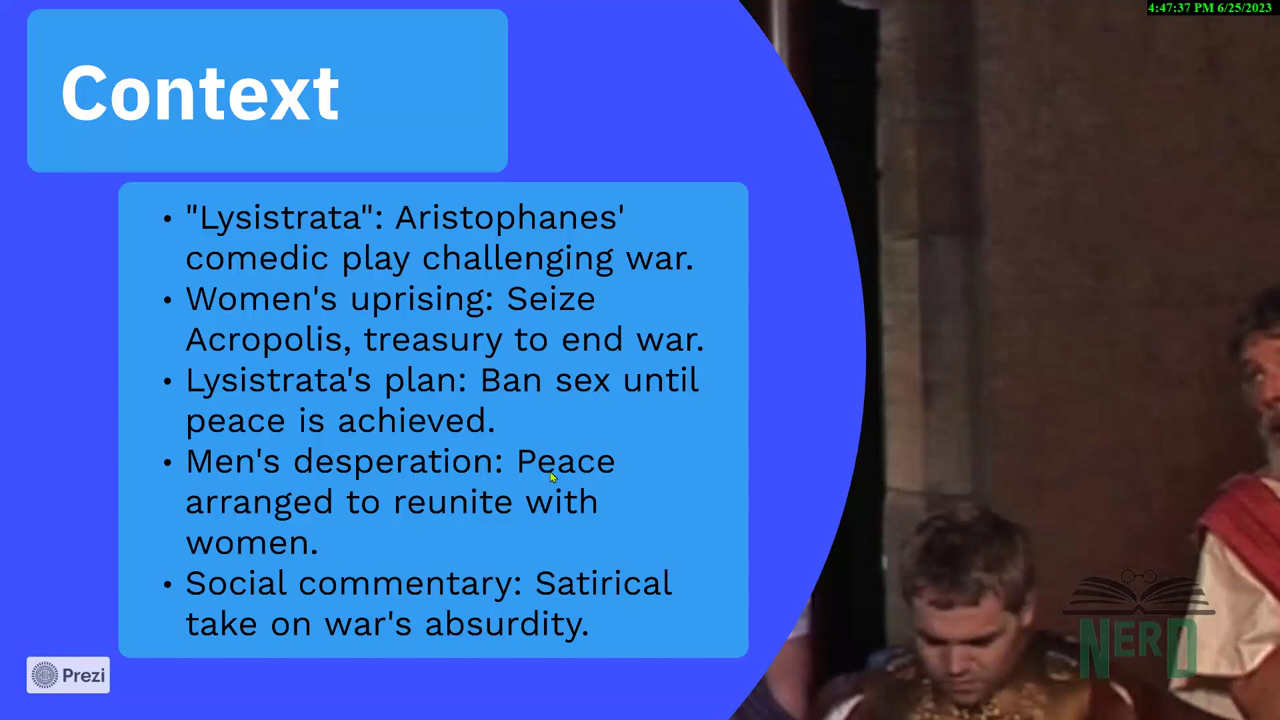 4:47:37 PM 6/25/2023
Context
• "Lysistrata": Aristophanes'
comedic play challenging war.
• Women's uprising: Seize
Acropolis, treasury to end war.
• Lysistrata's plan: Ban sex until
peace is achieved.
• Men's desperation: Peace
arranged to reunite with
women.
• Social commentary: Satirical
take on war's absurdity.
NERD
Prezi